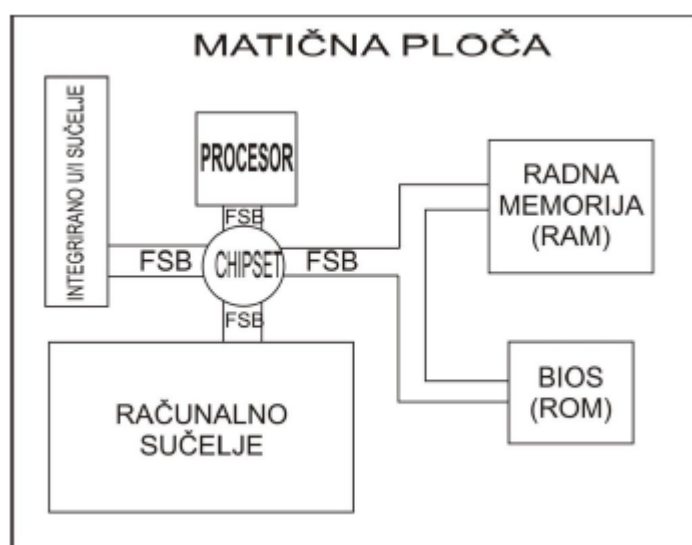 MATIČNA PLOČA
INTEGRIRANO U/I SUČELJE
PROCESOR
FSB
FSB
CHIPSET
FSB
FSB
RADNA
MEMORIJA
(RAM)
RAČUNALNO
SUČELJE
BIOS
(ROM)